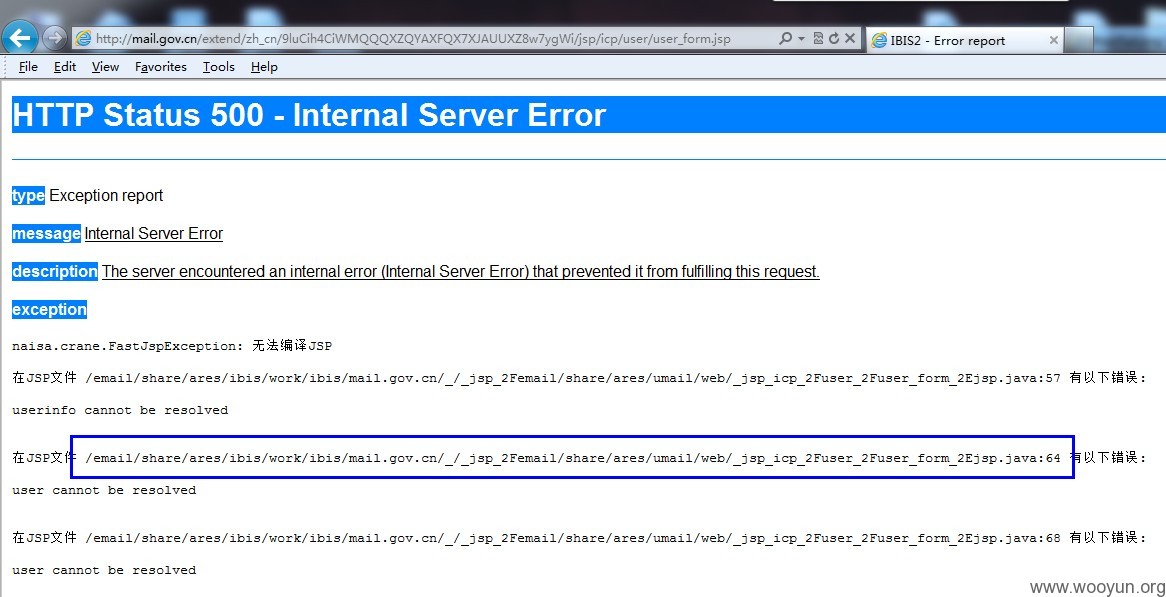 http://mail.gov.cn/extend/zh_cn/9luCih4CiWMQQQXZQYAXFQX7XJAUUXZ8w7ygWi/jsp/icp/user/user_form.jsp
IBIS2 - Error report
File Edit View Favorites Tools Help
HTTP Status 500 - Internal Server Error
type Exception report
message Internal Server Error
description The server encountered an internal error (Internal Server Error) that prevented it from fulfilling this request.
exception
naisa.crane.FastJspException: 无法编译JSP
在JSP文件 /email/share/ares/ibis/work/ibis/mail.gov.cn/_/_jsp_2Femail/share/ares/umail/web/_jsp_icp_2Fuser_2Fuser_form_2Ejsp.java:57 有以下错误:
userinfo cannot be resolved
在JSP文件 /email/share/ares/ibis/work/ibis/mail.gov.cn/_/_jsp_2Femail/share/ares/umail/web/_jsp_icp_2Fuser_2Fuser_form_2Ejsp.java:64 有以下错误:
user cannot be resolved
在JSP文件 /email/share/ares/ibis/work/ibis/mail.gov.cn/_/_jsp_2Femail/share/ares/umail/web/_jsp_icp_2Fuser_2Fuser_form_2Ejsp.java:68 有以下错误:
user cannot be resolved
www.wooyun.org